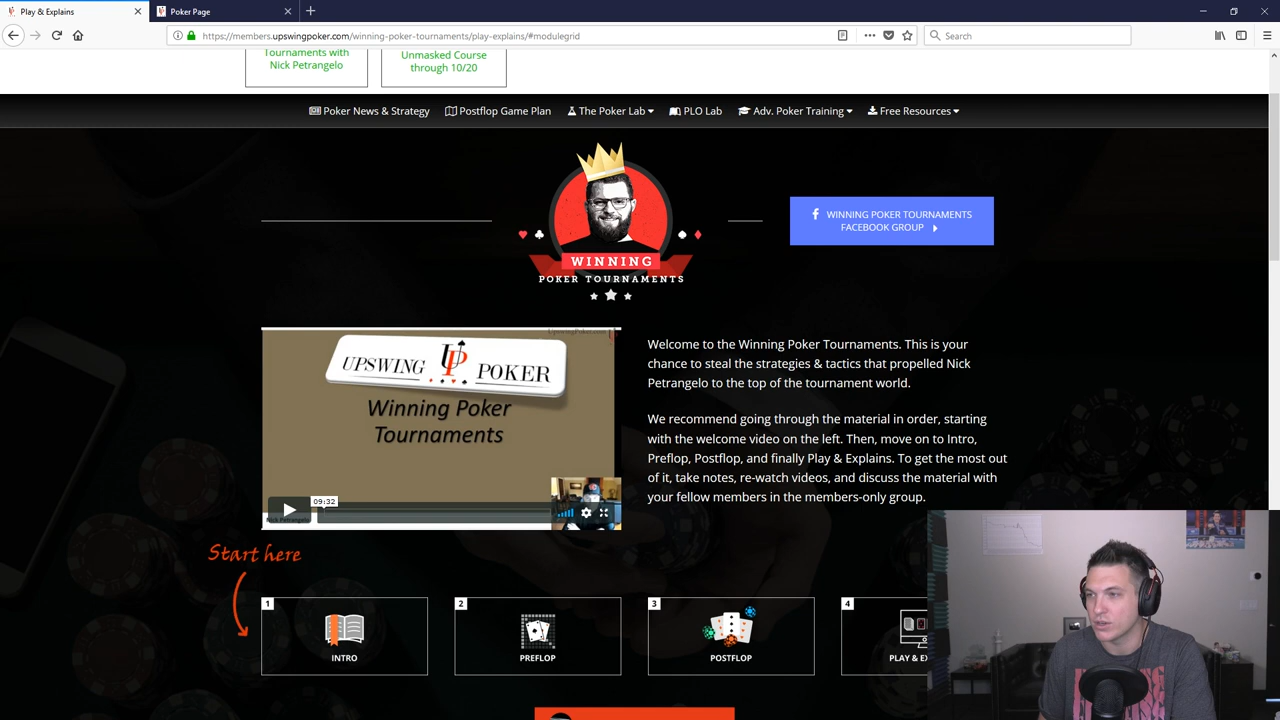 Play & Explains
Poker Page
https://members.upswingpoker.com/winning-poker-tournaments/play-explains/#modulegrid
Search
Tournaments with
Nick Petrangelo
Unmasked Course
through 10/20
Poker News & Strategy
Postflop Game Plan
The Poker Lab
PLO Lab
Adv. Poker Training
Free Resources
WINNING
POKER TOURNAMENTS
WINNING POKER TOURNAMENTS
FACEBOOK GROUP
UpswingPoker.com
UPSWING UP POKER
Winning Poker
Tournaments
09:32
Nick Petrangelo
Welcome to the Winning Poker Tournaments. This is your
chance to steal the strategies & tactics that propelled Nick
Petrangelo to the top of the tournament world.
We recommend going through the material in order, starting
with the welcome video on the left. Then, move on to Intro,
Preflop, Postflop, and finally Play & Explains. To get the most out
of it, take notes, re-watch videos, and discuss the material with
your fellow members in the members-only group.
Start here
1
INTRO
2
PREFLOP
3
POSTFLOP
4
PLAY & EX